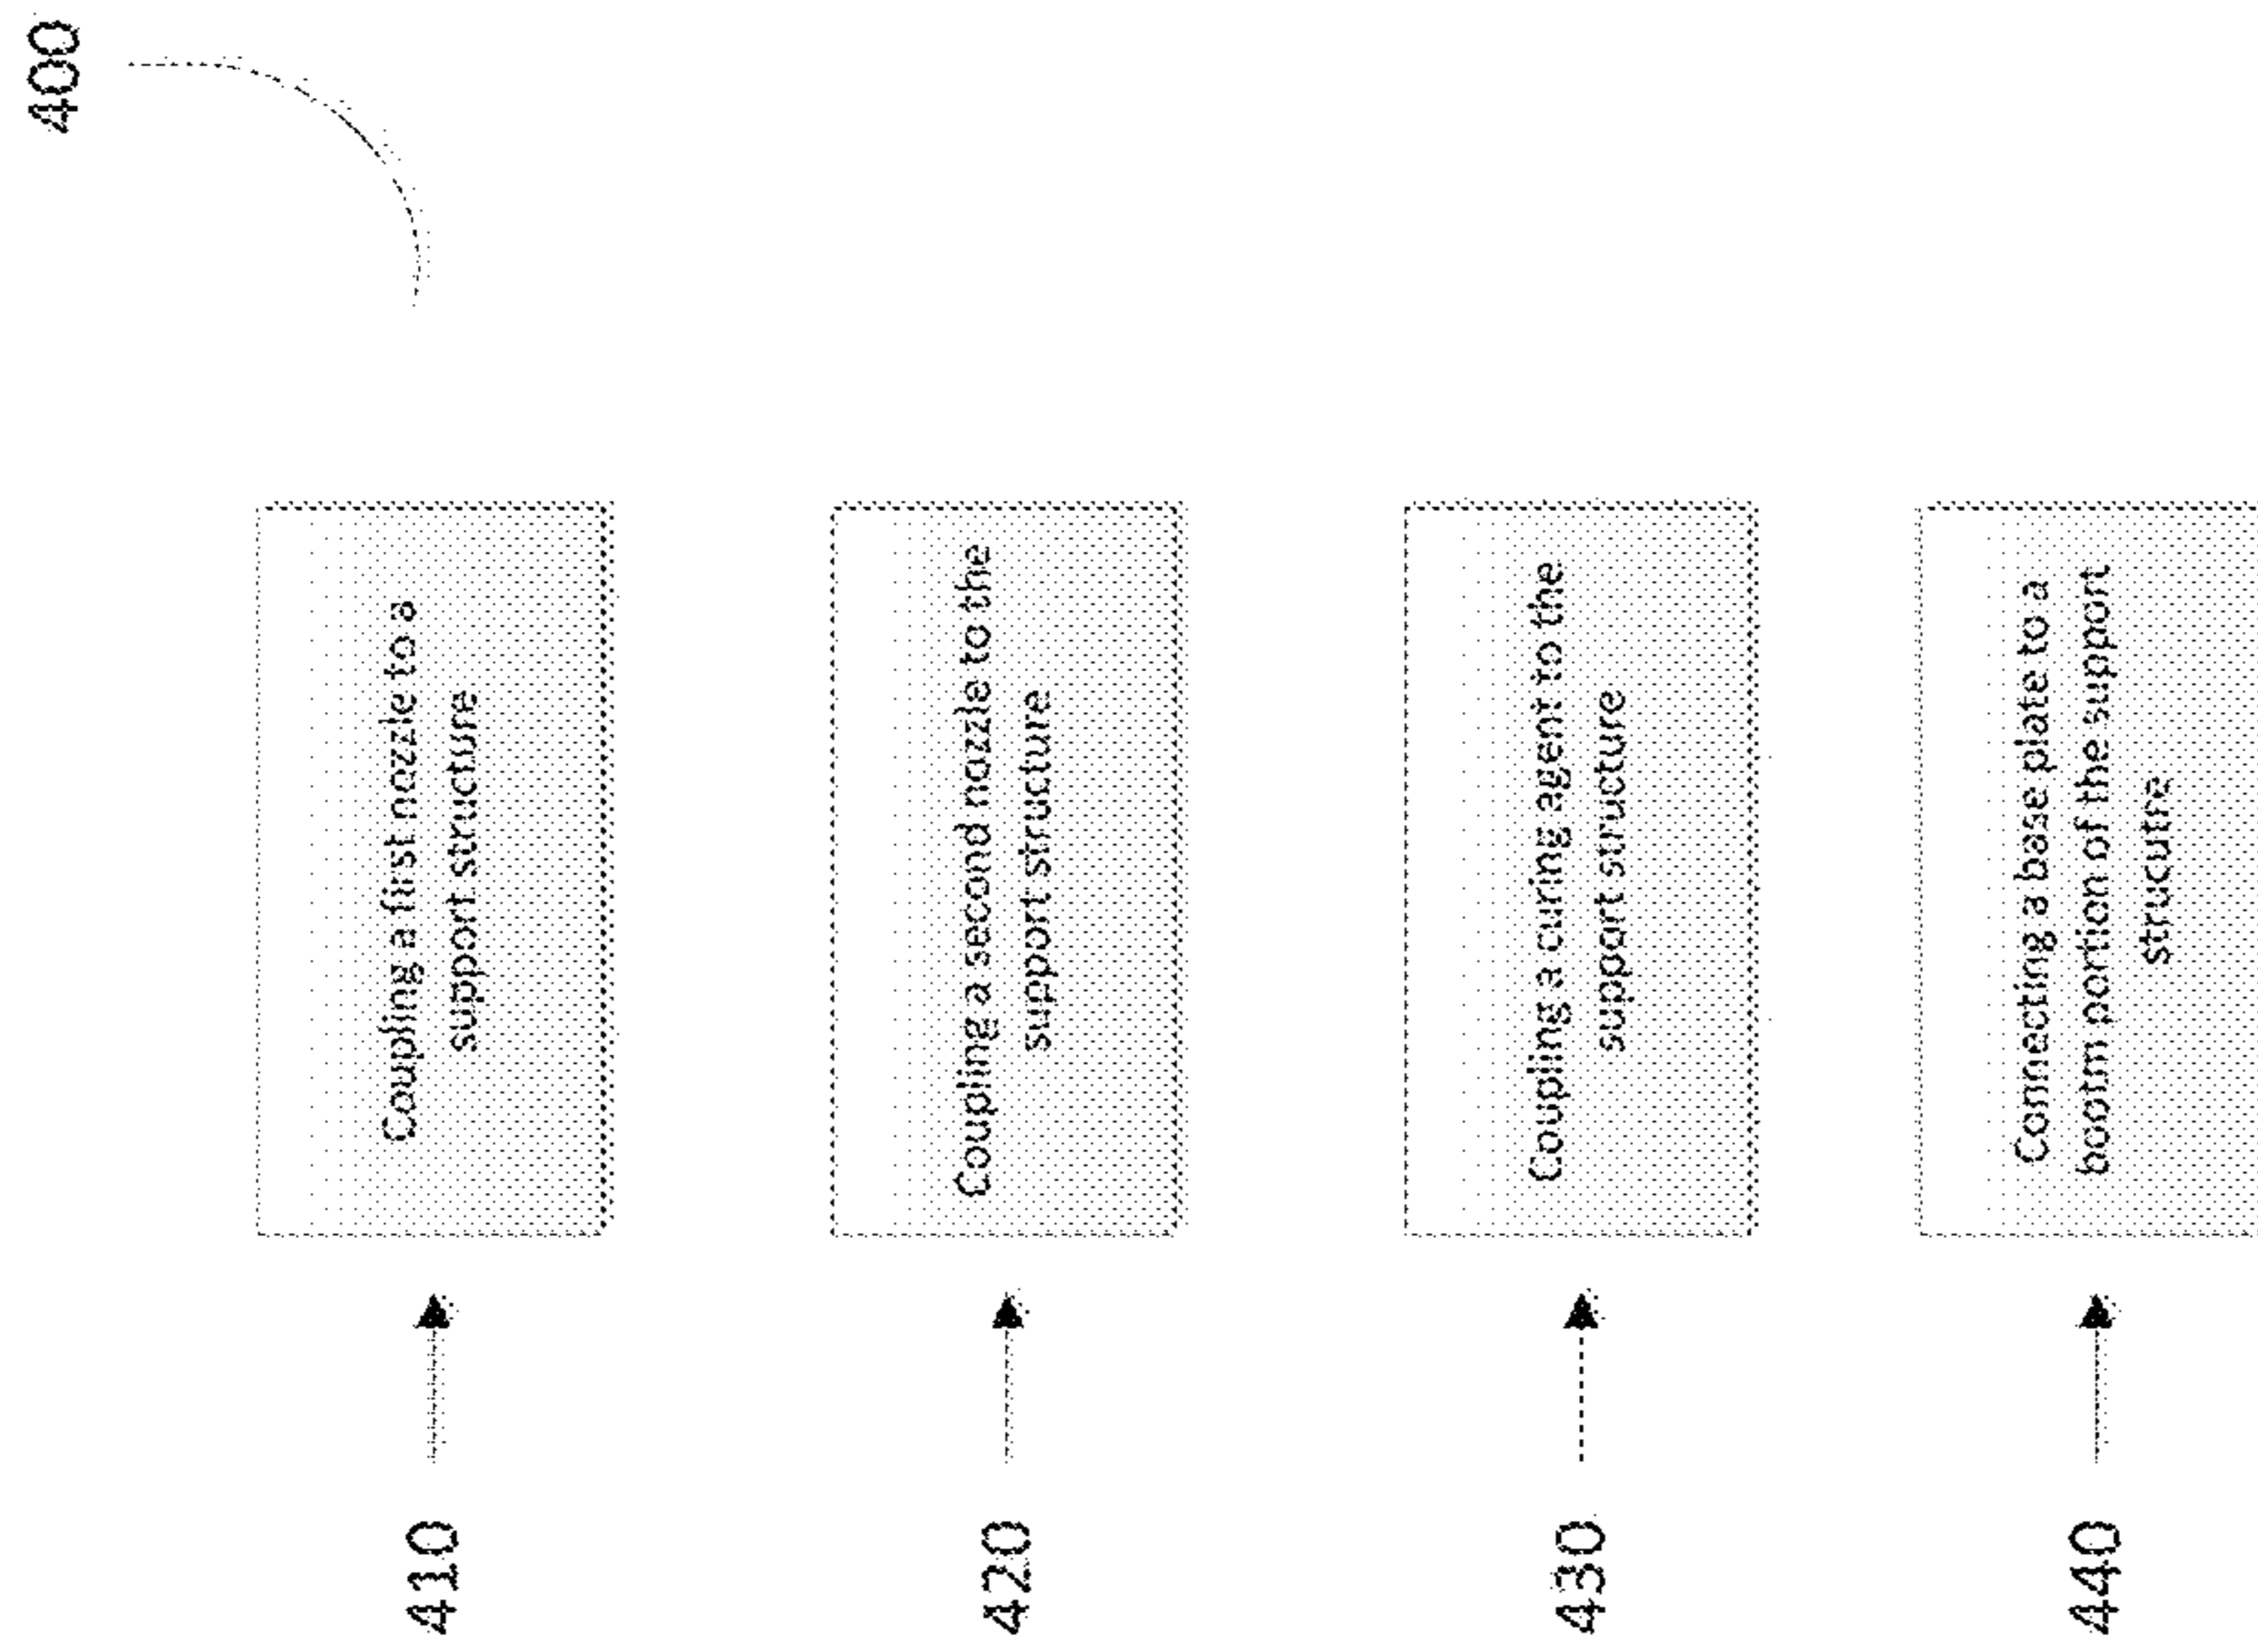 400
410
Coupling a first nozzle to a
support structure
420
Coupling a second nozzle to the
support structure
430
Coupling a curing agent to the
support structure
440
Connecting a base plate to a
bootm portion of the support
strucutre